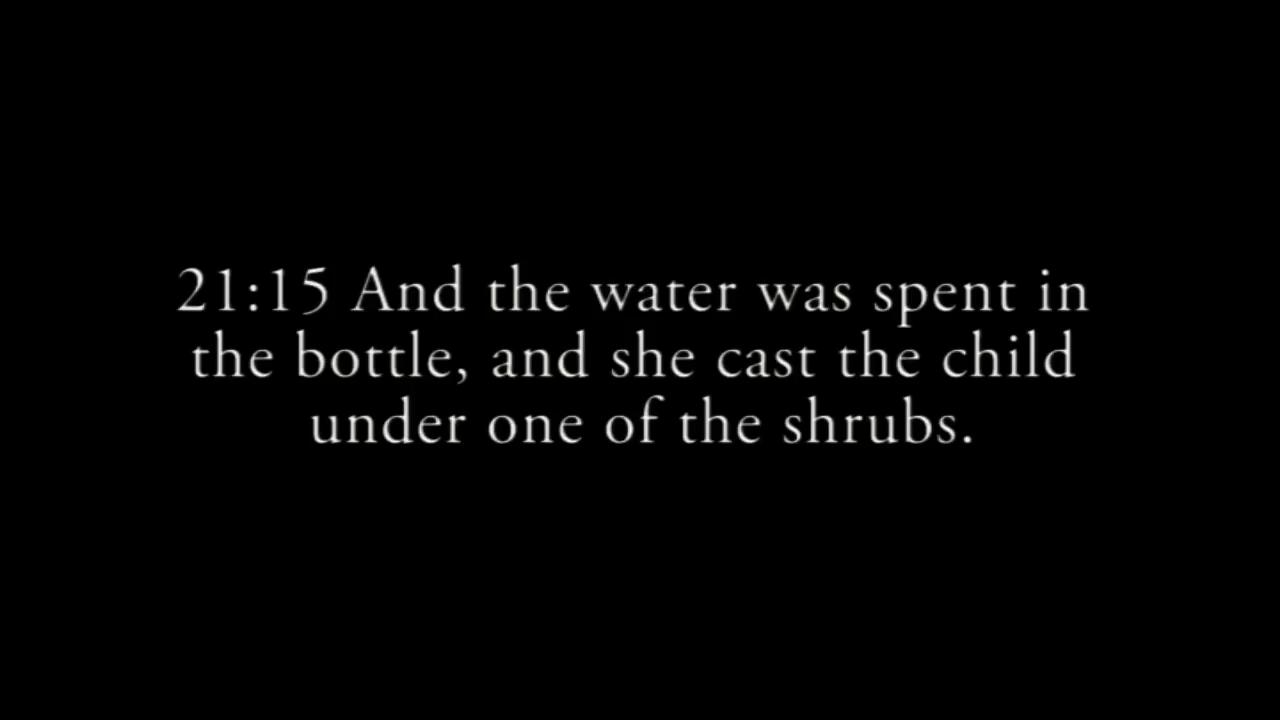 21:15 And the water was spent in
the bottle, and she cast the child
under one of the shrubs.